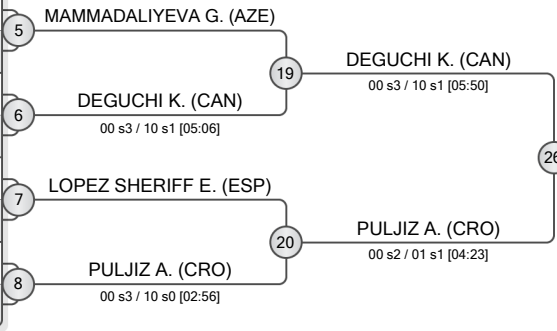 5
MAMMADALIYEVA G. (AZE)
19
DEGUCHI K. (CAN)
00 s3 / 10 s1 [05:50]
6
DEGUCHI K. (CAN)
00 s3 / 10 s1 [05:06]
26
7
LOPEZ SHERIFF E. (ESP)
20
PULJIZ A. (CRO)
00 s2 / 01 s1 [04:23]
8
PULJIZ A. (CRO)
00 s3 / 10 s0 [02:56]